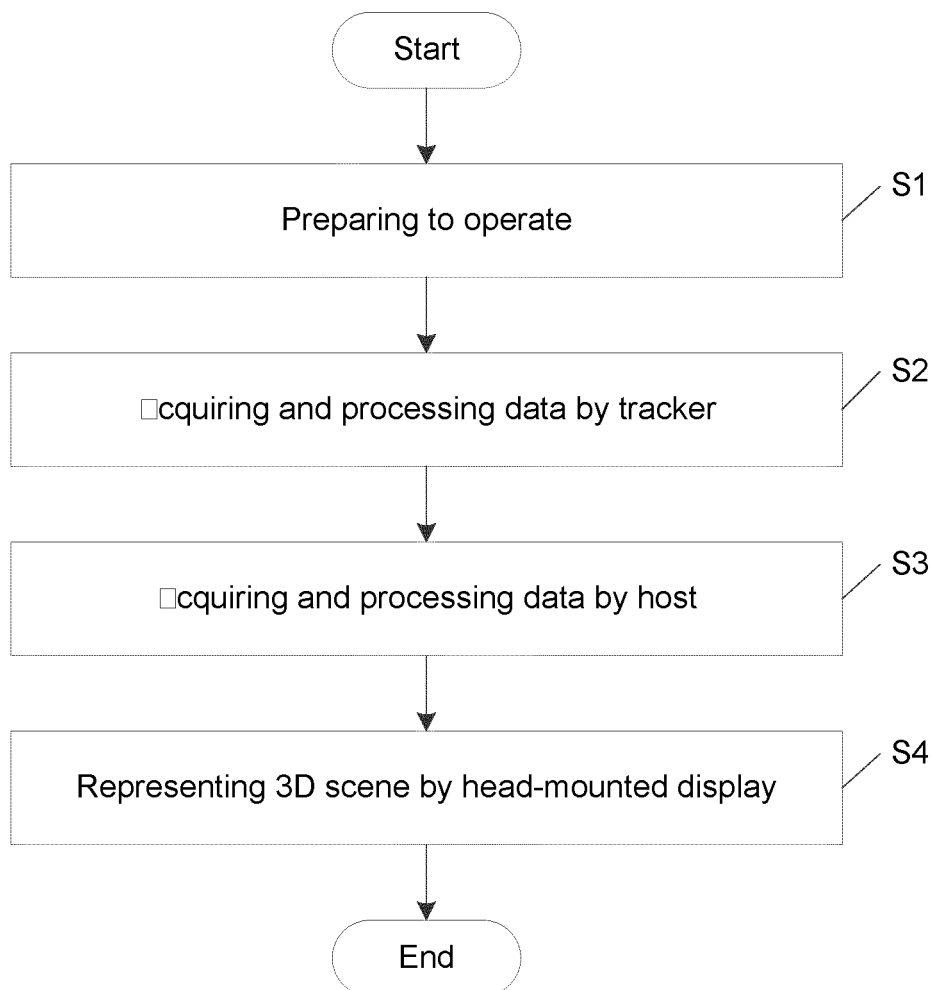 Start
Preparing to operate
S1
□cquiring and processing data by tracker
S2
□cquiring and processing data by host
S3
Representing 3D scene by head-mounted display
S4
End